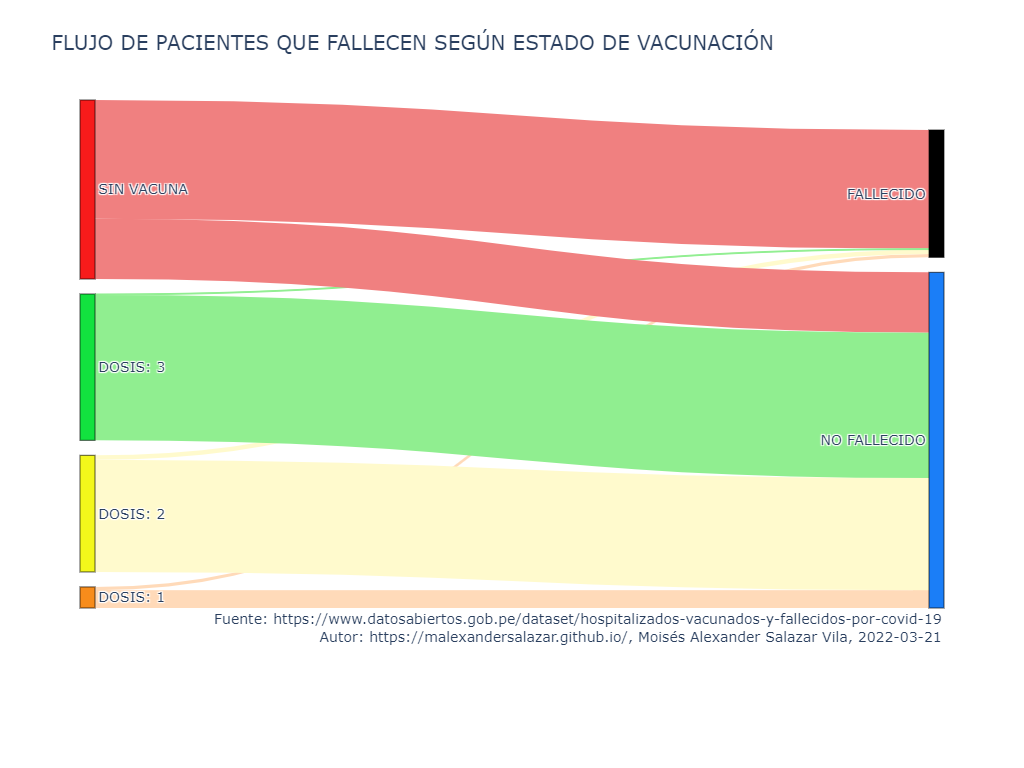 FLUJO DE PACIENTES QUE FALLECEN SEGÚN ESTADO DE VACUNACIÓN
SIN VACUNA
FALLECIDO
DOSIS: 3
NO FALLECIDO
DOSIS: 2
DOSIS: 1
Fuente: https://www.datosabiertos.gob.pe/dataset/hospitalizados-vacunados-y-fallecidos-por-covid-19
Autor: https://malexandersalazar.github.io/, Moisés Alexander Salazar Vila, 2022-03-21